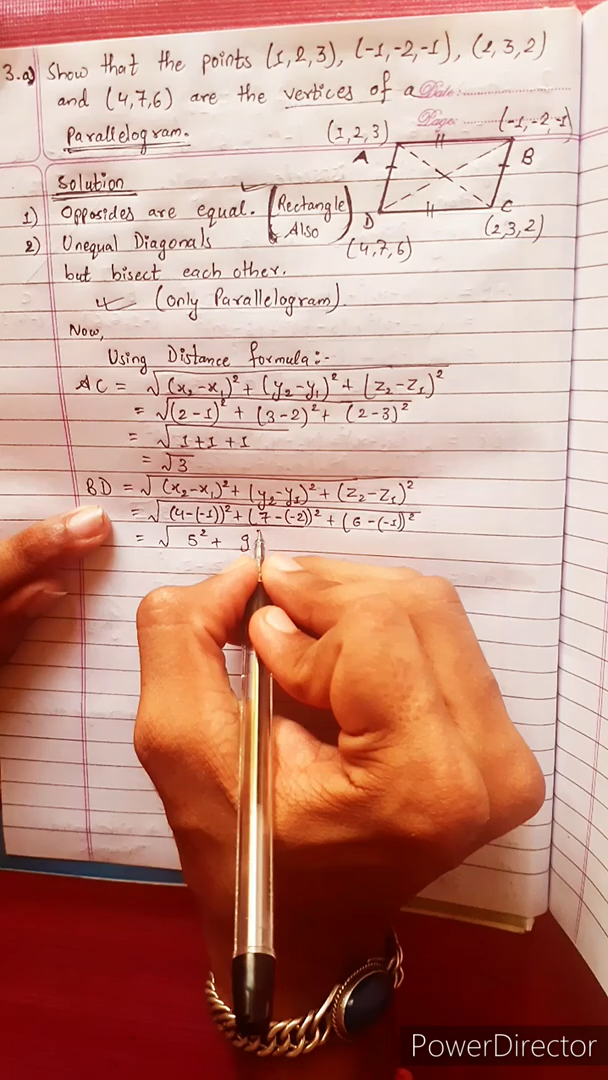 3.a) Show that the points (1,2,3), (-1,-2,-1), (2,3,2)
and (4,7,6) are the vertices of a
Date:
Page:
Parallelogram.
(1,2,3)
(-1,-2,-1)
A
B
D
C
(4,7,6)
(2,3,2)
Solution
1) Opposides are equal. [Rectangle Also]
2) Unequal Diagonals
but bisect each other.
(only Parallelogram)
Now,
Using Distance formula:-
AC = √(x₂-x₁)² + (y₂-y₁)² + (z₂-z₁)²
= √(2-1)² + (3-2)² + (2-3)²
= √1+1+1
= √3
BD = √(x₂-x₁)² + (y₂-y₁)² + (z₂-z₁)²
= √(4-(-1))² + (7-(-2))² + (6-(-1))²
= √5² + 9
PowerDirector